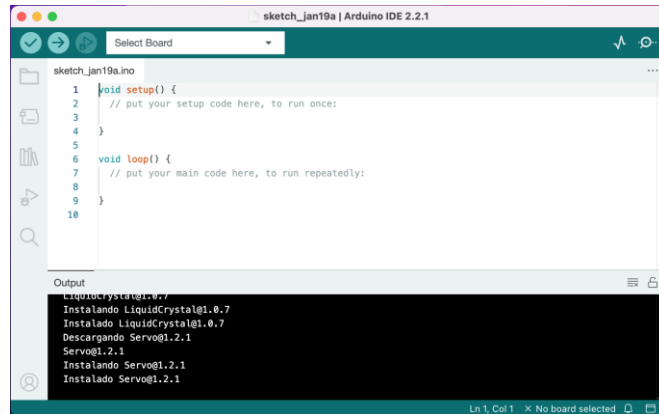 sketch_jan19a | Arduino IDE 2.2.1
Select Board
sketch_jan19a.ino
1 void setup() {
2 // put your setup code here, to run once:
3
4 }
5
6 void loop() {
7 // put your main code here, to run repeatedly:
8
9 }
10
Output
LiquidCrystal@1.0.7
Instalando LiquidCrystal@1.0.7
Instalado LiquidCrystal@1.0.7
Descargando Servo@1.2.1
Servo@1.2.1
Instalando Servo@1.2.1
Instalado Servo@1.2.1
Ln 1, Col 1 × No board selected